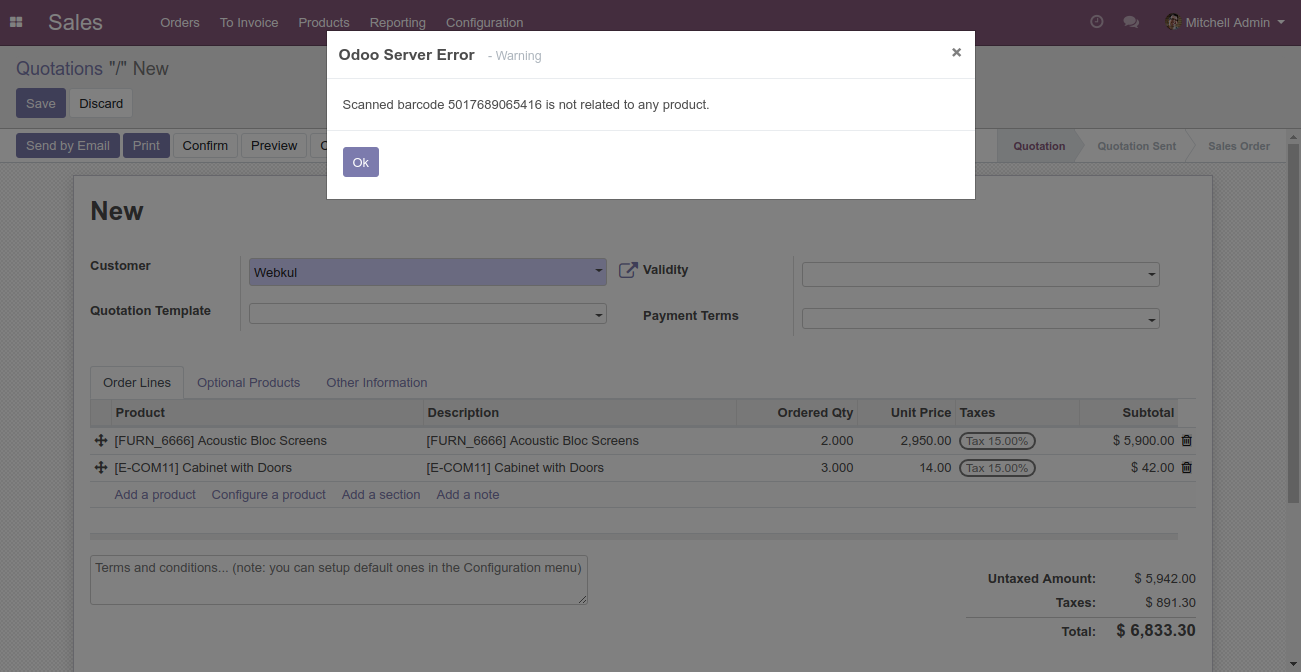 Sales Orders To Invoice Products Reporting Configuration Mitchell Admin
Odoo Server Error - Warning ×
Quotations "/" New
Save Discard
Scanned barcode 5017689065416 is not related to any product.
Send by Email Print Confirm Preview C Quotation Quotation Sent Sales Order
Ok
New
Customer Webkul Validity
Quotation Template Payment Terms
Order Lines Optional Products Other Information
Product Description Ordered Qty Unit Price Taxes Subtotal
[FURN_6666] Acoustic Bloc Screens [FURN_6666] Acoustic Bloc Screens 2.000 2,950.00 Tax 15.00% $ 5,900.00
[E-COM11] Cabinet with Doors [E-COM11] Cabinet with Doors 3.000 14.00 Tax 15.00% $ 42.00
Add a product Configure a product Add a section Add a note
Terms and conditions... (note: you can setup default ones in the Configuration menu)
Untaxed Amount: $ 5,942.00
Taxes: $ 891.30
Total: $ 6,833.30